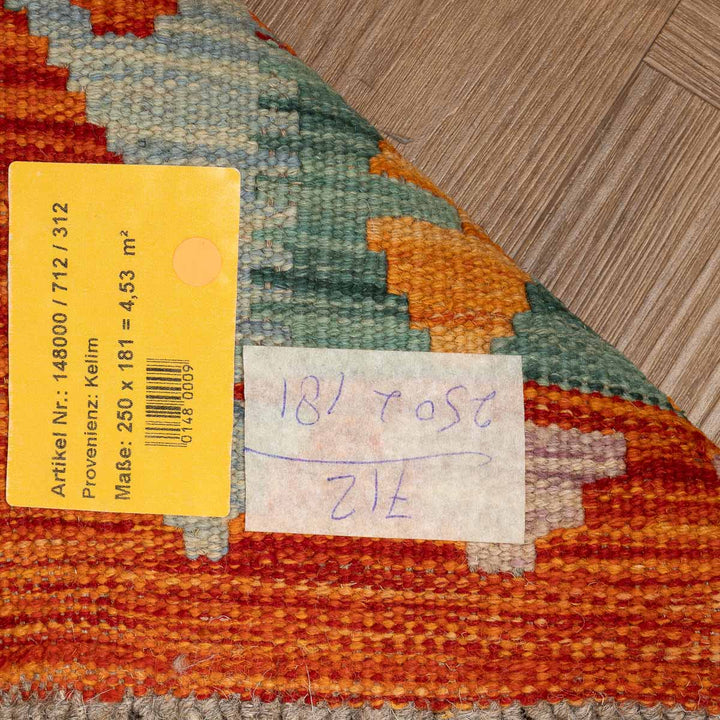 Artikel Nr.: 148000 / 712 / 312
Provenienz: Kelim
Maße: 250 x 181 = 4,53 m²
0148 0009
712
250 x 181